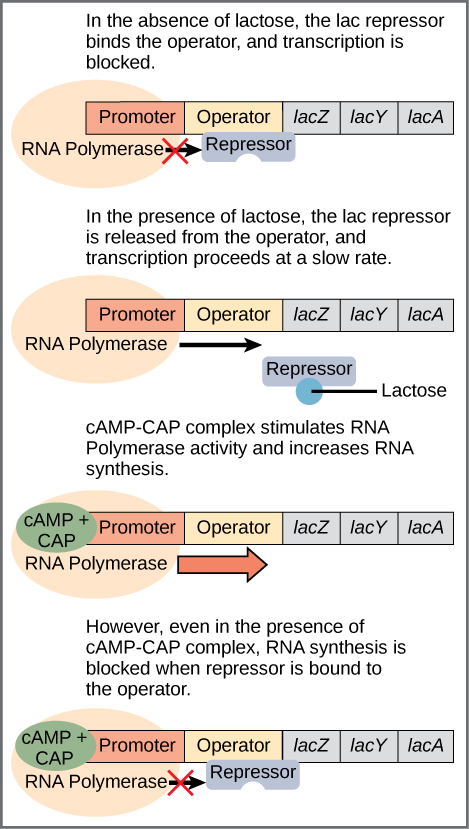 In the absence of lactose, the lac repressor
binds the operator, and transcription is
blocked.
Promoter Operator lacZ lacY lacA
RNA Polymerase Repressor
In the presence of lactose, the lac repressor
is released from the operator, and
transcription proceeds at a slow rate.
Promoter Operator lacZ lacY lacA
RNA Polymerase
Repressor
Lactose
cAMP-CAP complex stimulates RNA
Polymerase activity and increases RNA
synthesis.
cAMP +
CAP
Promoter Operator lacZ lacY lacA
RNA Polymerase
However, even in the presence of
cAMP-CAP complex, RNA synthesis is
blocked when repressor is bound to
the operator.
cAMP +
CAP
Promoter Operator lacZ lacY lacA
RNA Polymerase Repressor